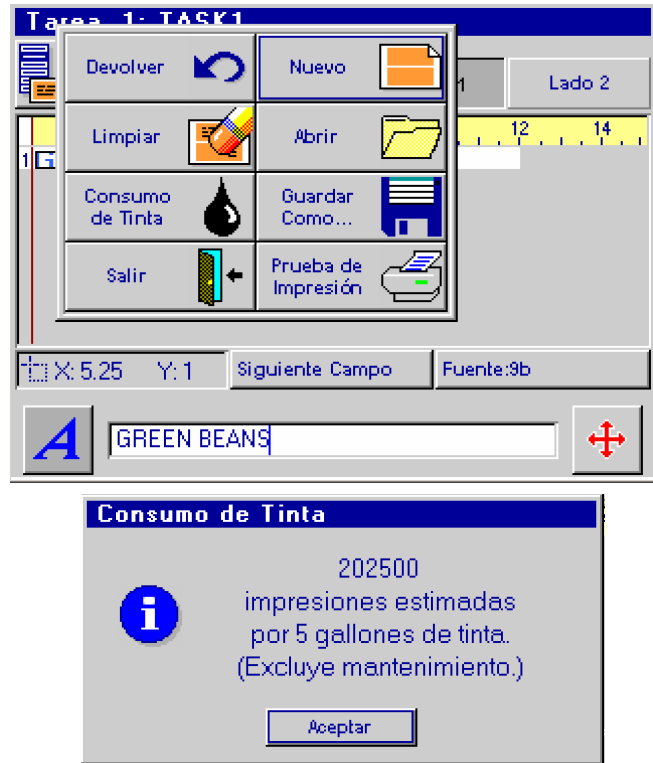 Tarea 1: TASK1
Devolver
Nuevo
Lado 2
Limpiar
Abrir
12 14
1
Consumo
de Tinta
Guardar
Como...
Salir
Prueba de
Impresión
X: 5.25 Y: 1
Siguiente Campo
Fuente:9b
A
GREEN BEANS
Consumo de Tinta
i
202500
impresiones estimadas
por 5 gallones de tinta.
(Excluye mantenimiento.)
Aceptar